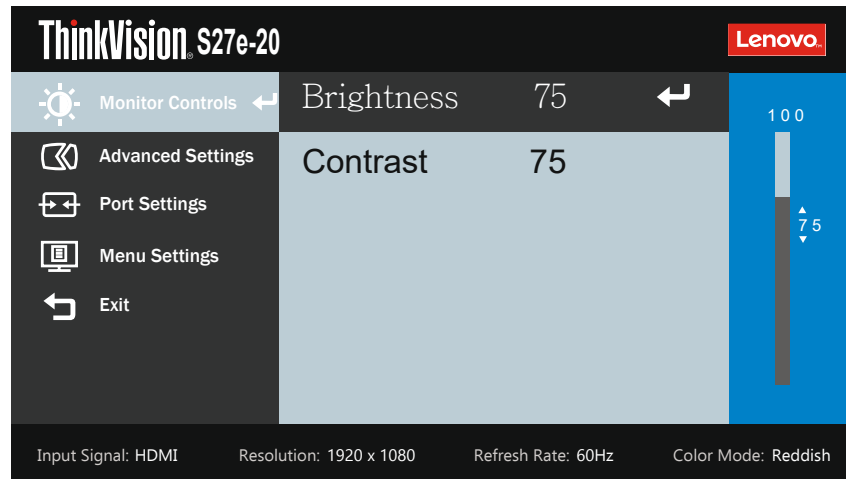 ThinkVision® S27e-20
Lenovo™
Monitor Controls
Brightness 75
100
Advanced Settings
Contrast 75
Port Settings
75
Menu Settings
Exit
Input Signal: HDMI Resolution: 1920 x 1080 Refresh Rate: 60Hz Color Mode: Reddish